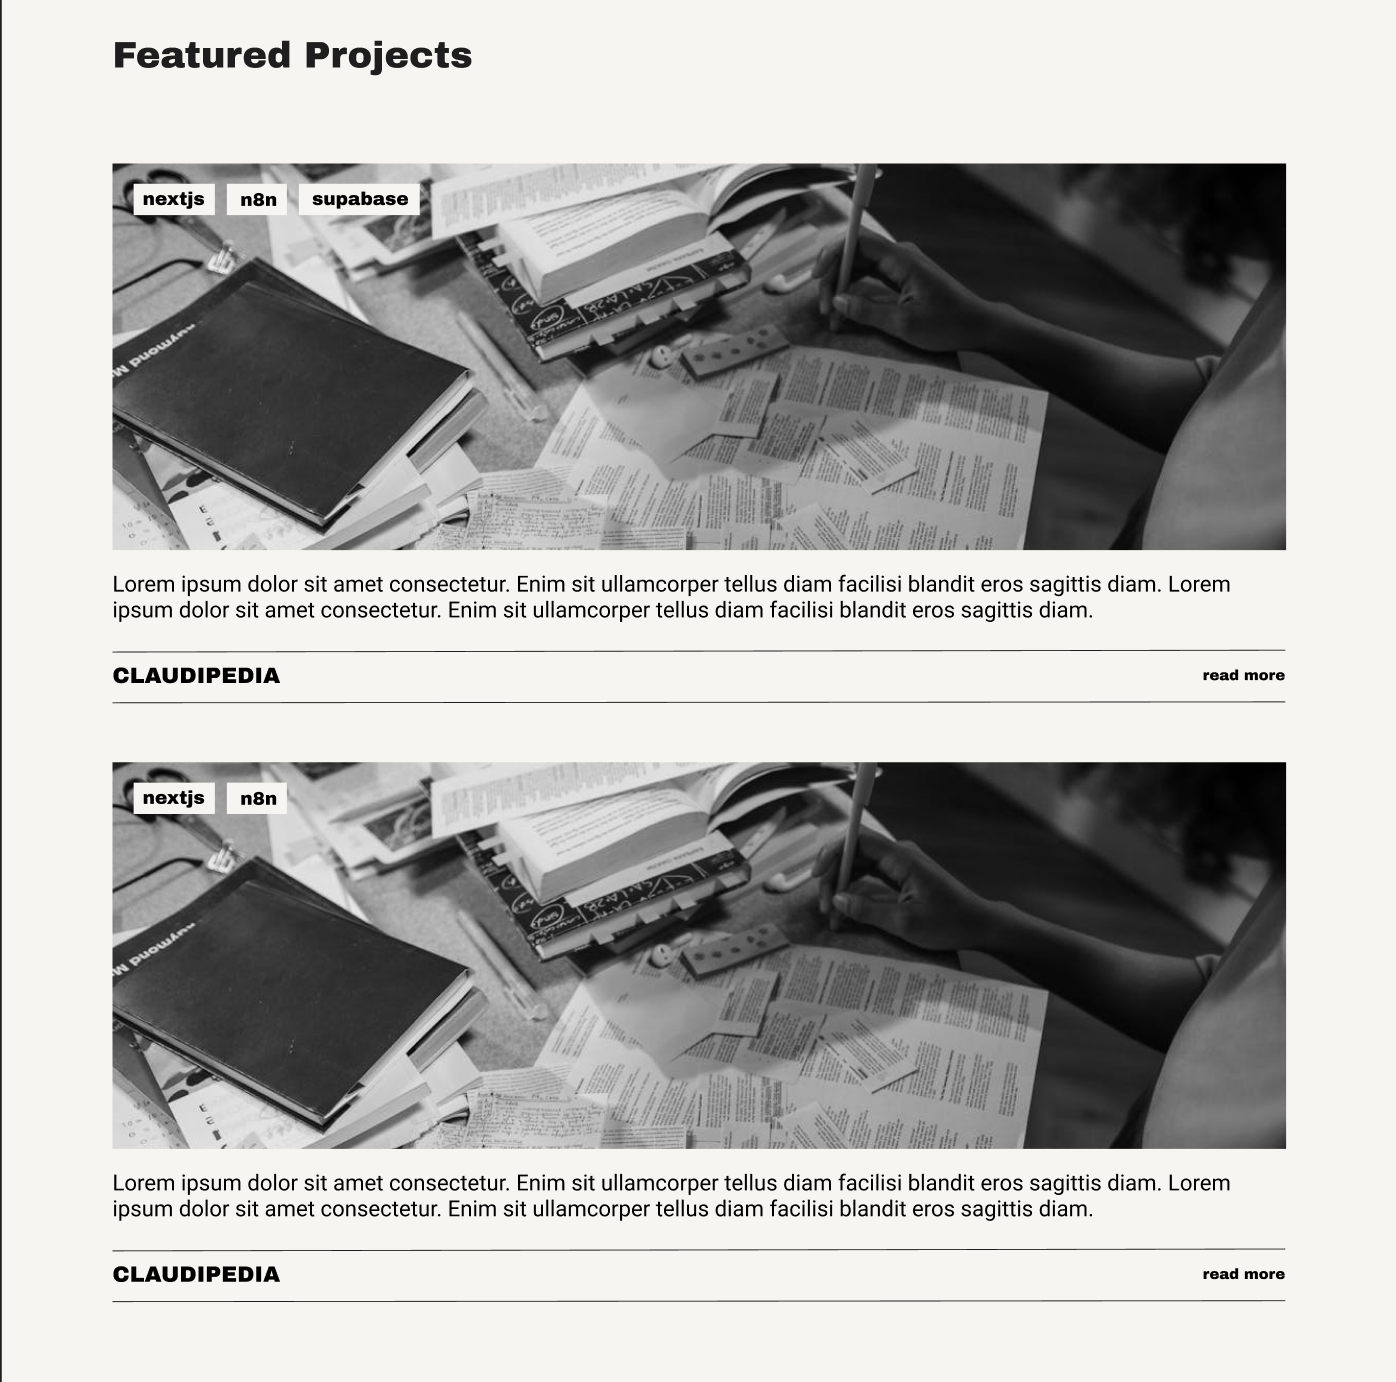 Featured Projects
nextjs n8n supabase
Lorem ipsum dolor sit amet consectetur. Enim sit ullamcorper tellus diam facilisi blandit eros sagittis diam. Lorem
ipsum dolor sit amet consectetur. Enim sit ullamcorper tellus diam facilisi blandit eros sagittis diam.
CLAUDIPEDIA read more
nextjs n8n
Lorem ipsum dolor sit amet consectetur. Enim sit ullamcorper tellus diam facilisi blandit eros sagittis diam. Lorem
ipsum dolor sit amet consectetur. Enim sit ullamcorper tellus diam facilisi blandit eros sagittis diam.
CLAUDIPEDIA read more